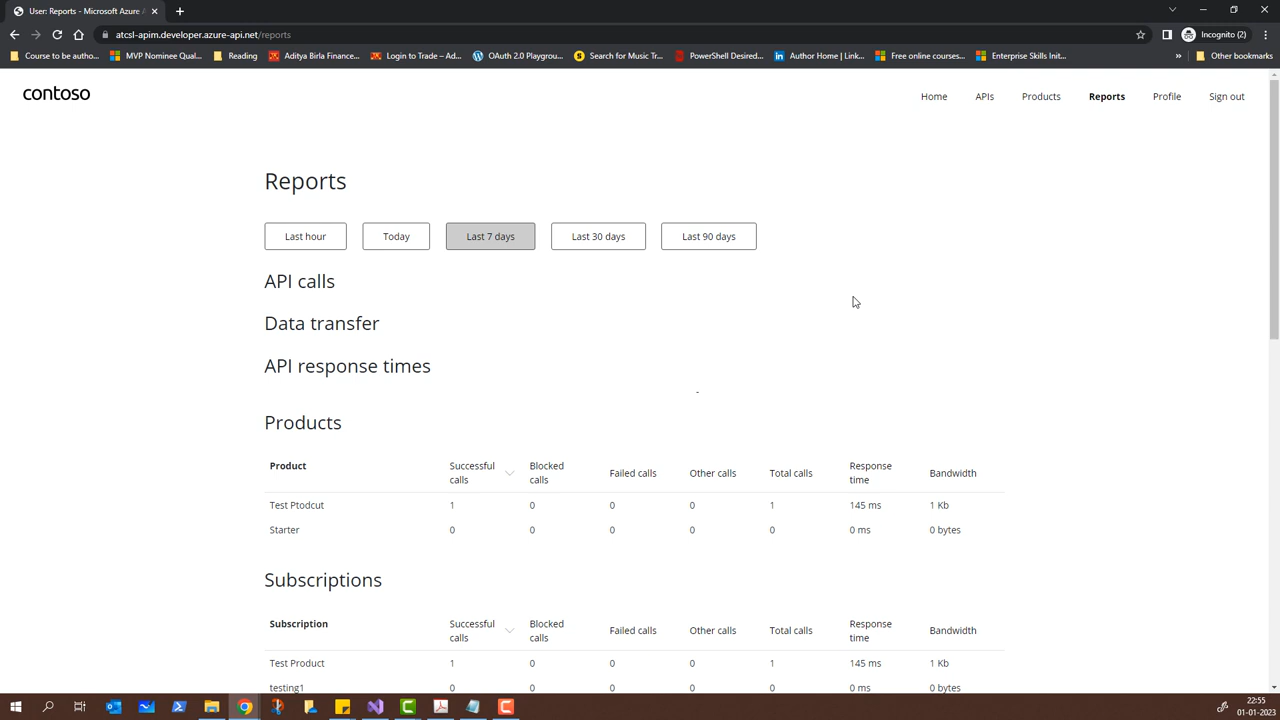 User: Reports - Microsoft Azure A
atcsl-apim.developer.azure-api.net/reports
Incognito (2)
Course to be autho...
MVP Nominee Qual...
Reading
Aditya Birla Finance...
Login to Trade – Ad...
OAuth 2.0 Playgrou...
Search for Music Tr...
PowerShell Desired...
Author Home | Link...
Free online courses...
Enterprise Skills Init...
»
Other bookmarks
contoso
Home
APIs
Products
Reports
Profile
Sign out
Reports
Last hour
Today
Last 7 days
Last 30 days
Last 90 days
API calls
Data transfer
API response times
-
Products
Product Successful calls Blocked calls Failed calls Other calls Total calls Response time Bandwidth
Test Ptodcut 1 0 0 0 1 145 ms 1 Kb
Starter 0 0 0 0 0 0 ms 0 bytes
Subscriptions
Subscription Successful calls Blocked calls Failed calls Other calls Total calls Response time Bandwidth
Test Product 1 0 0 0 1 145 ms 1 Kb
testing1 0 0 0 0 0 0 ms 0 bytes
22:55
01-01-2023